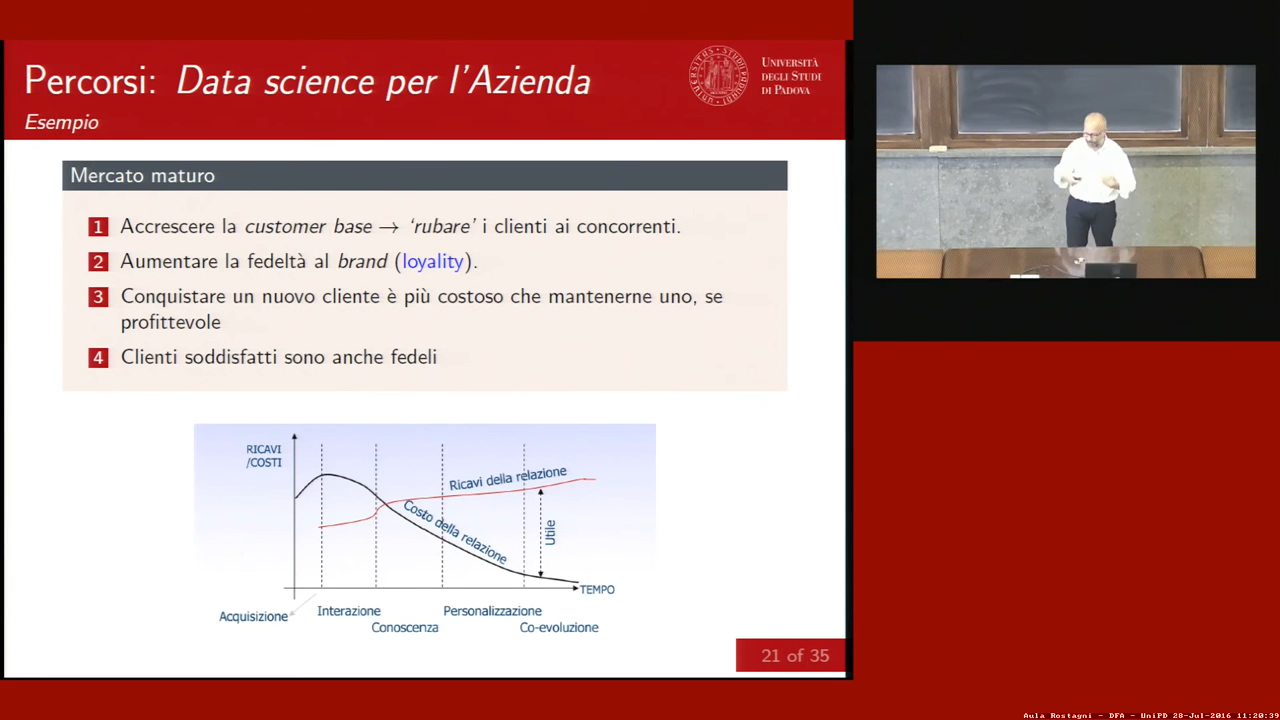 Percorsi: Data science per l'Azienda
Esempio
UNIVERSITÀ
DEGLI STUDI
DI PADOVA
Mercato maturo
1 Accrescere la customer base → ‘rubare’ i clienti ai concorrenti.
2 Aumentare la fedeltà al brand (loyality).
3 Conquistare un nuovo cliente è più costoso che mantenerne uno, se
profittevole
4 Clienti soddisfatti sono anche fedeli
RICAVI
/COSTI
Ricavi della relazione
Costo della relazione
Utile
TEMPO
Acquisizione
Interazione
Conoscenza
Personalizzazione
Co-evoluzione
21 of 35
Aula Rostagni - DFA - UniPD 28-Jul-2016 11:20:39